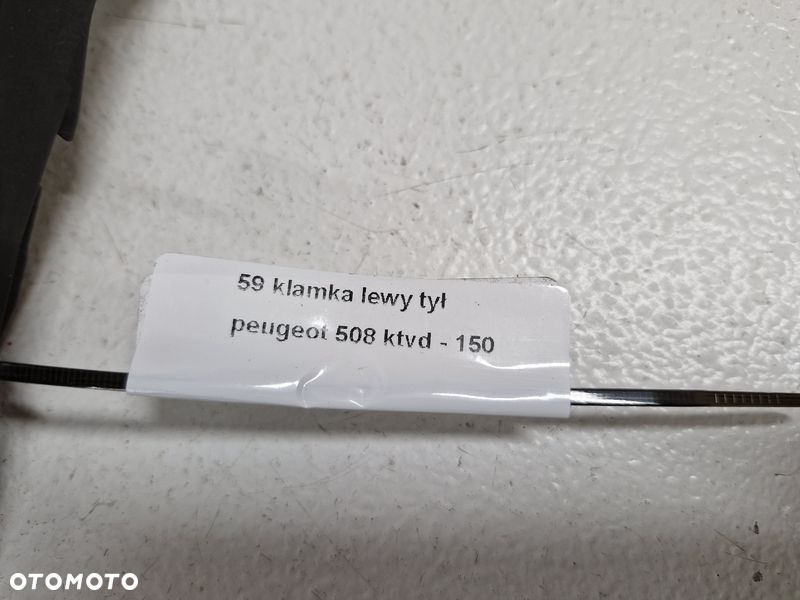 59 klamka lewy tył
peugeot 508 ktvd - 150
OTOMOTO